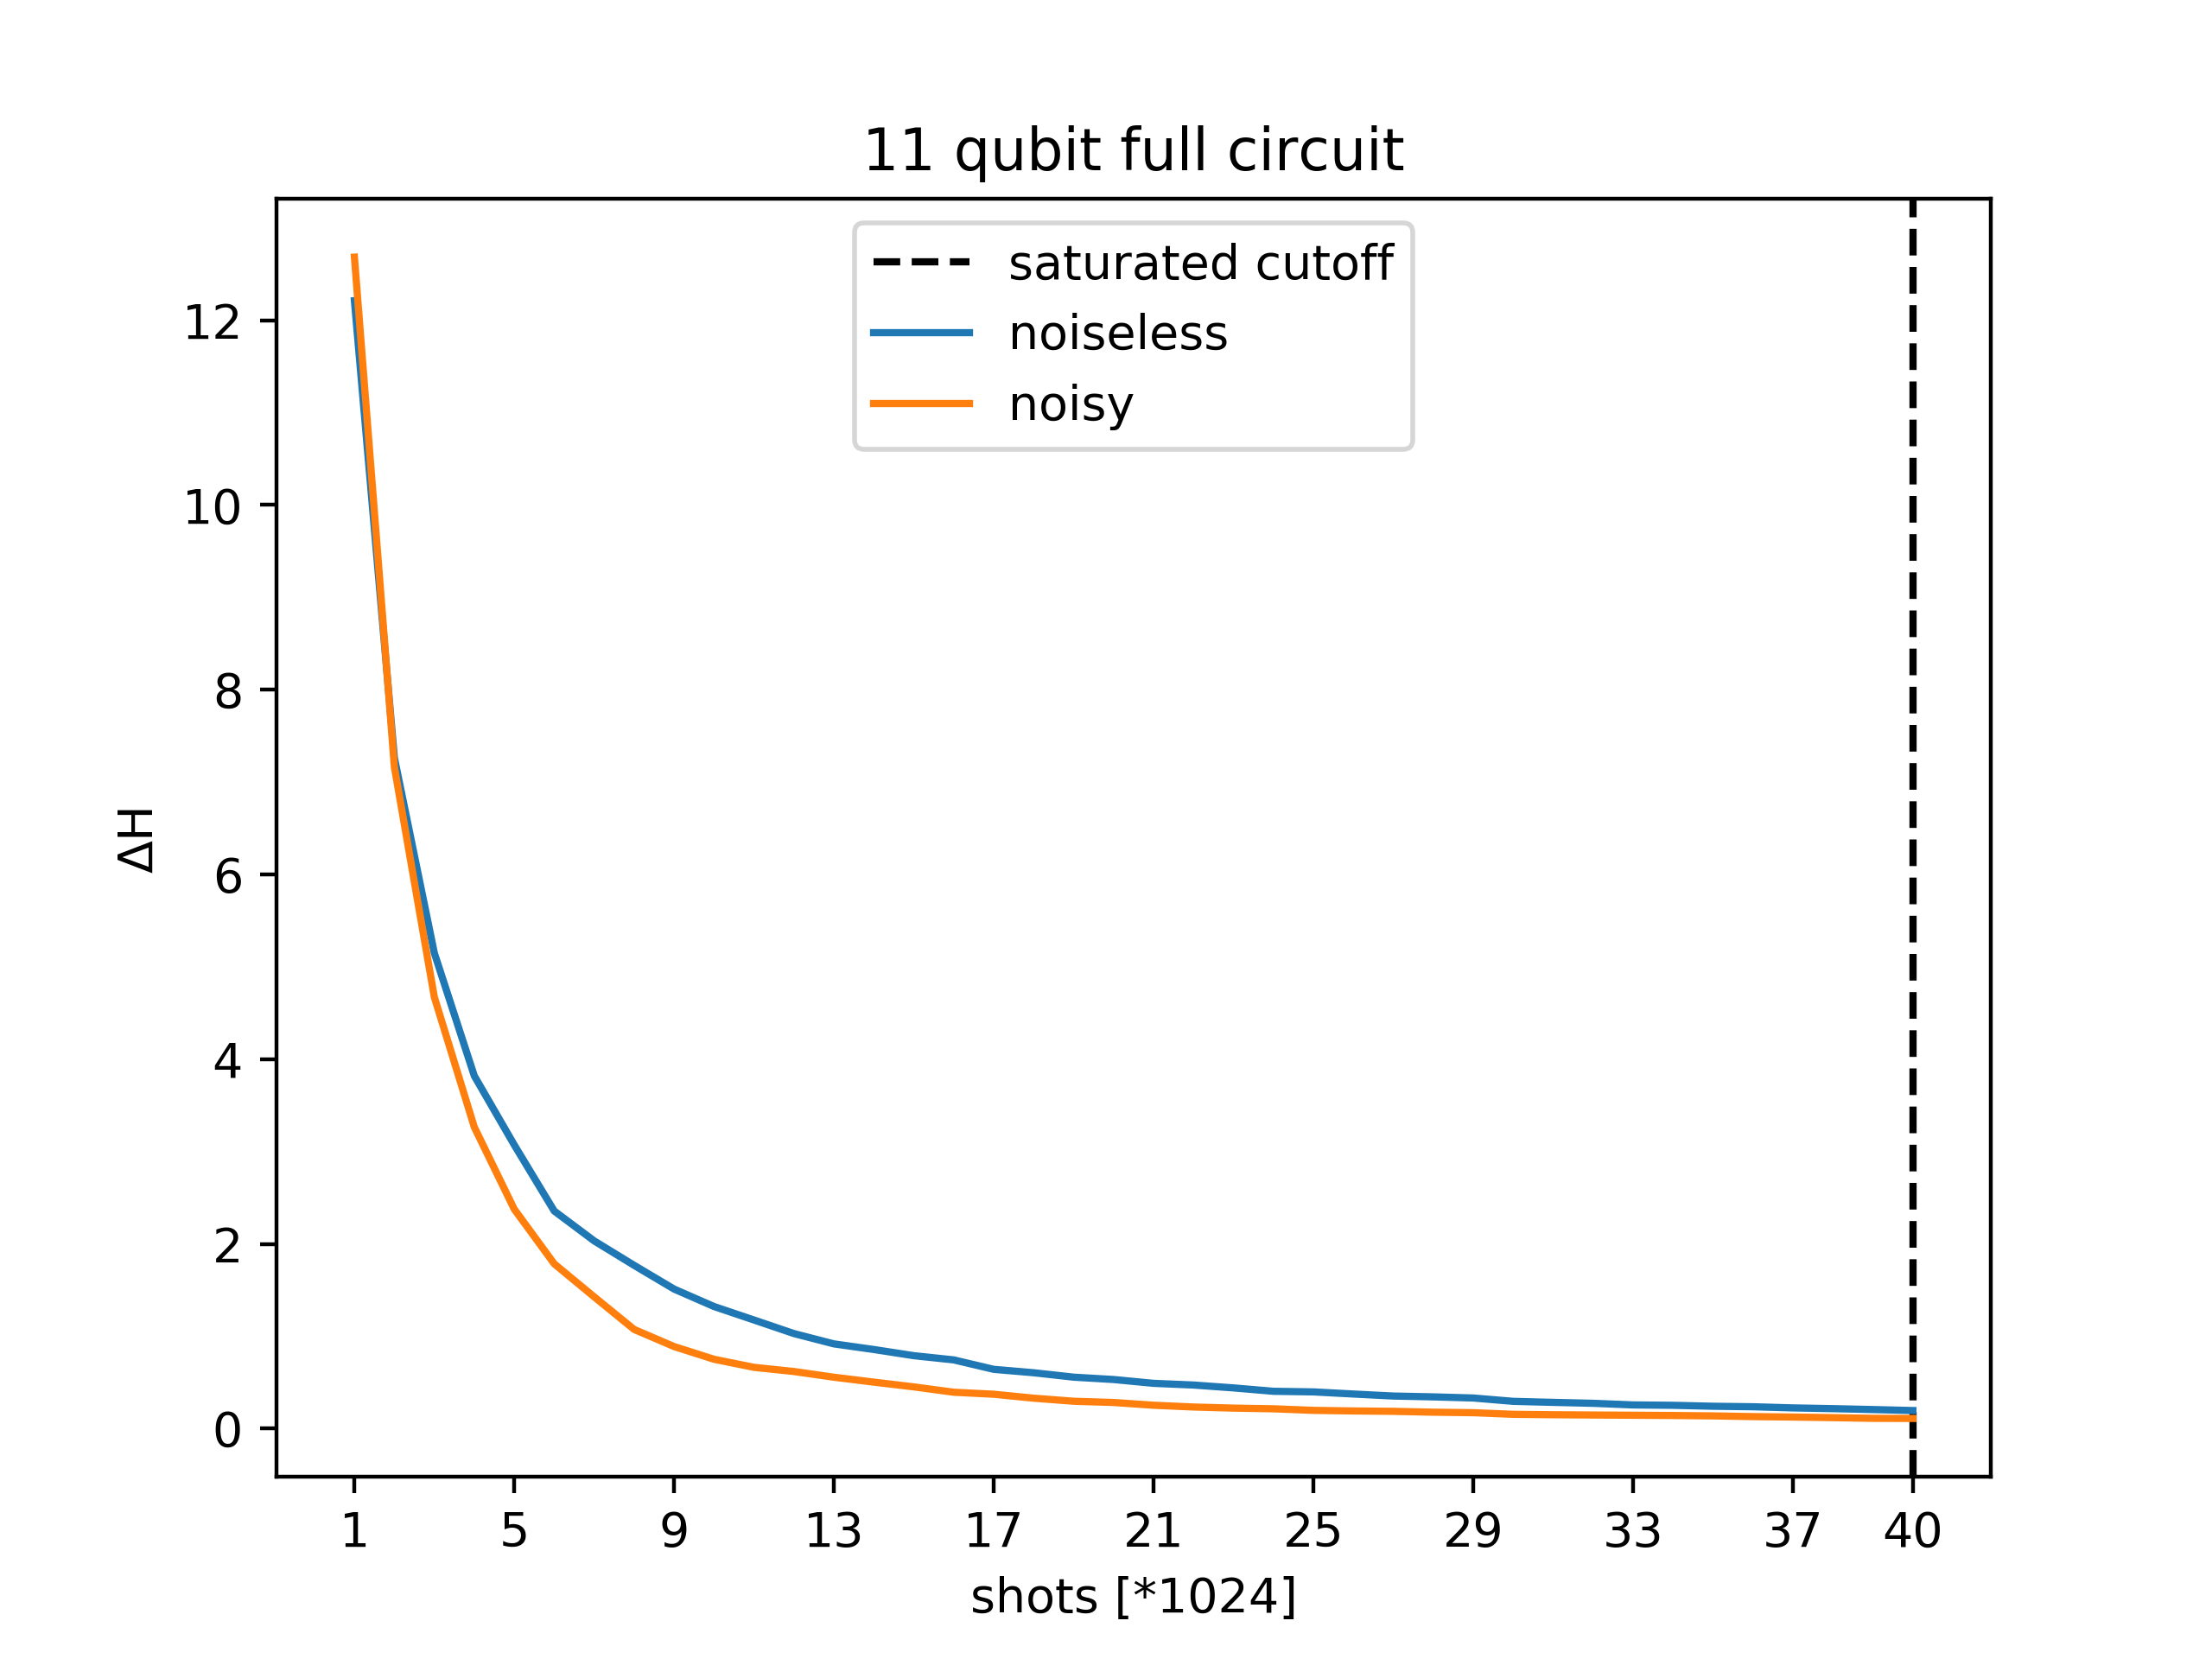 11 qubit full circuit
saturated cutoff
noiseless
noisy
12
10
8
6
4
2
0
ΔH
1 5 9 13 17 21 25 29 33 37 40
shots [*1024]